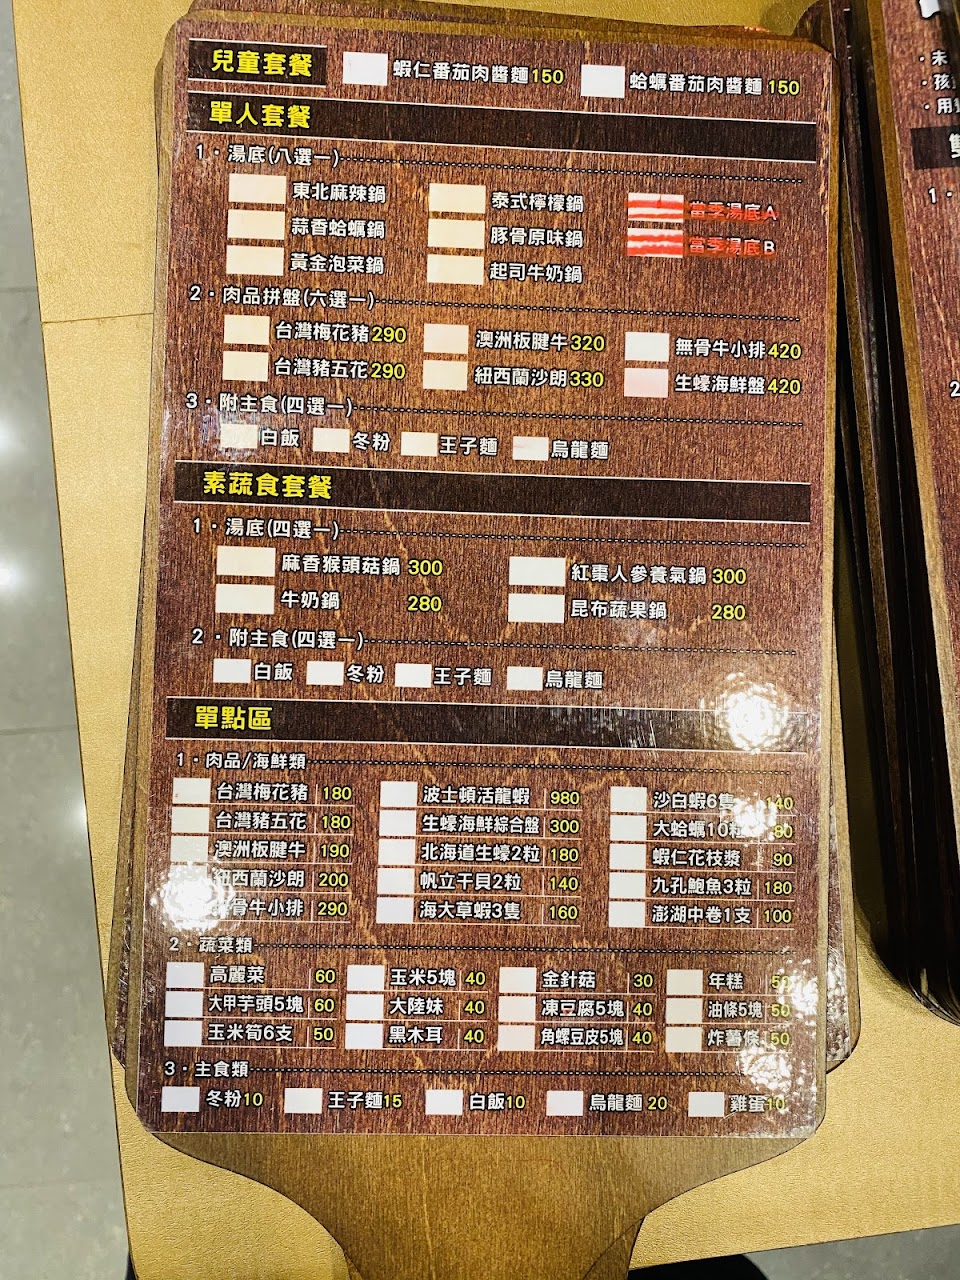 兒童套餐 蝦仁番茄肉醬麵150 蛤蠣番茄肉醬麵150
單人套餐
1・湯底(八選一)
東北麻辣鍋 泰式檸檬鍋 當季湯底A
蒜香蛤蠣鍋 豚骨原味鍋 當季湯底B
黃金泡菜鍋 起司牛奶鍋
2・肉品拼盤(六選一)
台灣梅花豬290 澳洲板腱牛320 無骨牛小排420
台灣豬五花290 紐西蘭沙朗330 生蠔海鮮盤420
3・附主食(四選一)
白飯 冬粉 王子麵 烏龍麵
素蔬食套餐
1・湯底(四選一)
麻香猴頭菇鍋 300 紅棗人參養氣鍋 300
牛奶鍋 280 昆布蔬果鍋 280
2・附主食(四選一)
白飯 冬粉 王子麵 烏龍麵
單點區
1・肉品/海鮮類
台灣梅花豬 180 波士頓活龍蝦 980 沙白蝦6隻 140
台灣豬五花 180 生蠔海鮮綜合盤 300 大蛤蠣10粒 80
澳洲板腱牛 190 北海道生蠔2粒 180 蝦仁花枝漿 90
紐西蘭沙朗 200 帆立干貝2粒 140 九孔鮑魚3粒 180
骨牛小排 290 海大草蝦3隻 160 澎湖中卷1支 100
2・蔬菜類
高麗菜 60 玉米5塊 40 金針菇 30 年糕 50
大甲芋頭5塊 60 大陸妹 40 凍豆腐5塊 40 油條5塊 50
玉米筍6支 50 黑木耳 40 角螺豆皮5塊 40 炸薯條 50
3・主食類
冬粉10 王子麵15 白飯10 烏龍麵 20 雞蛋10
・未
・孩
・用
雙
1・
2